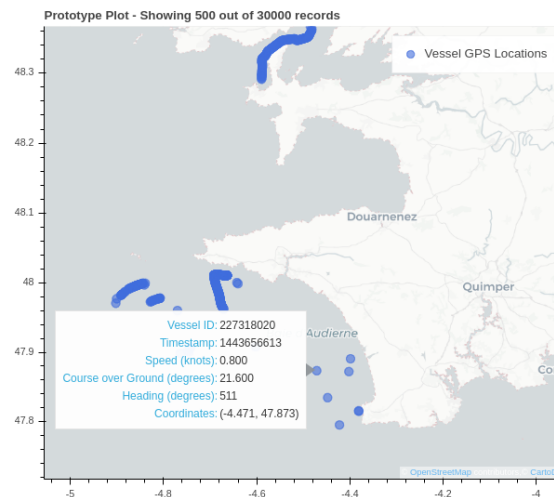 Prototype Plot - Showing 500 out of 30000 records
Vessel GPS Locations
48.3
48.2
48.1
48
47.9
47.8
Douarnenez
Quimper
Audierne
Vessel ID: 227318020
Timestamp: 1443656613
Speed (knots): 0.800
Course over Ground (degrees): 21.600
Heading (degrees): 511
Coordinates: (-4.471, 47.873)
Co
OpenStreetMap contributors
Cartol
-5
-4.8
-4.6
-4.4
-4.2
-4